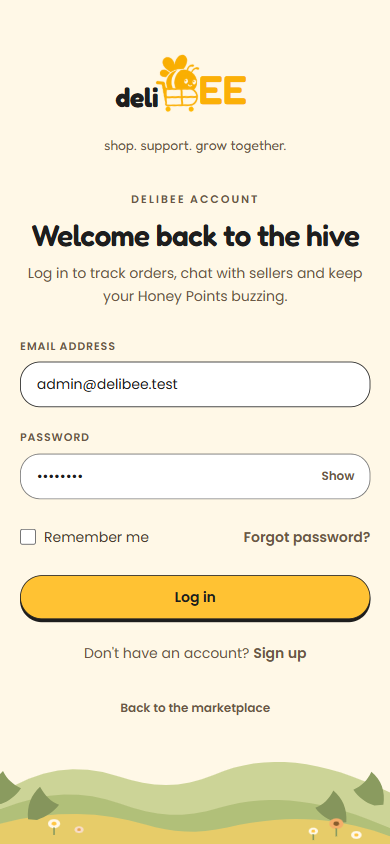 deliBEE
shop. support. grow together.
DELIBEE ACCOUNT
Welcome back to the hive
Log in to track orders, chat with sellers and keep
your Honey Points buzzing.
EMAIL ADDRESS
admin@delibee.test
PASSWORD
••••••••
Show
Remember me
Forgot password?
Log in
Don't have an account? Sign up
Back to the marketplace